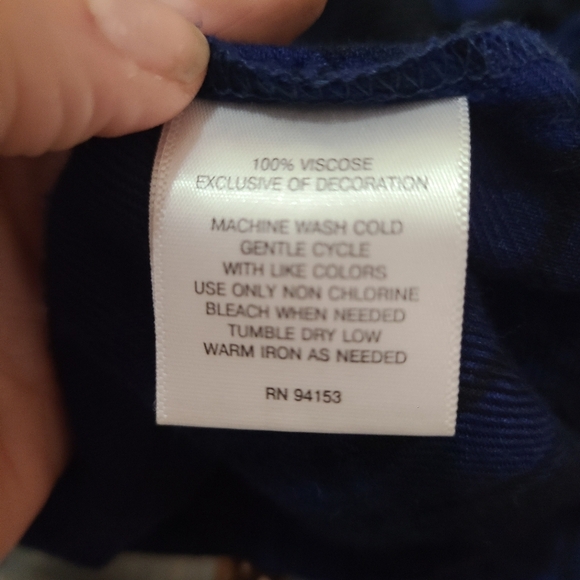 100% VISCOSE
EXCLUSIVE OF DECORATION
MACHINE WASH COLD
GENTLE CYCLE
WITH LIKE COLORS
USE ONLY NON CHLORINE
BLEACH WHEN NEEDED
TUMBLE DRY LOW
WARM IRON AS NEEDED
RN 94153